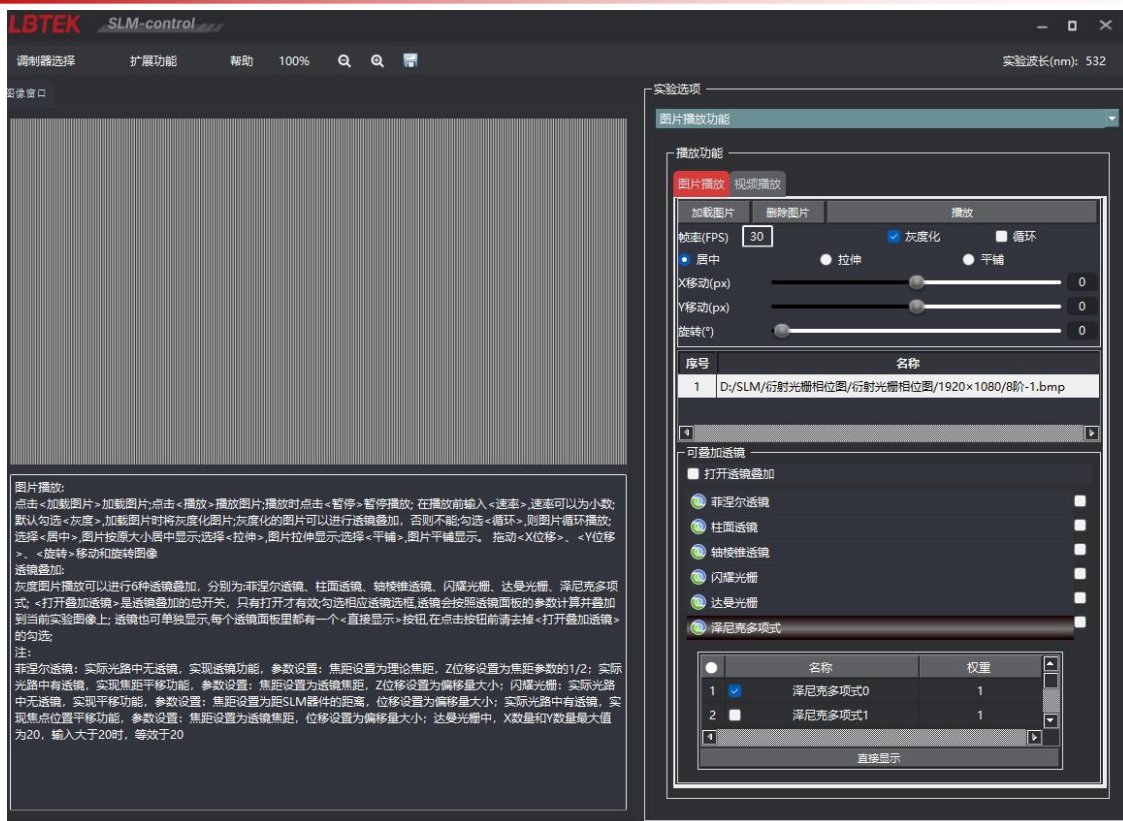 LBTEK SLM-control
调制器选择 扩展功能 帮助 100% 实验波长(nm): 532
图像窗口
实验选项
图片播放功能
播放功能
图片播放 视频播放
加载图片 删除图片 播放
帧率(FPS) 30 灰度化 循环
居中 拉伸 平铺
X移动(px) 0
Y移动(px) 0
旋转(°) 0
序号 名称
1 D:/SLM/衍射光栅相位图/衍射光栅相位图/1920×1080/8阶-1.bmp
可叠加透镜
打开透镜叠加
菲涅尔透镜
柱面透镜
轴棱锥透镜
闪耀光栅
达曼光栅
泽尼克多项式
名称 权重
1 泽尼克多项式0 1
2 泽尼克多项式1 1
直接显示
图片播放:
点击<加载图片>加载图片;点击<播放>播放图片;播放时点击<暂停>暂停播放; 在播放前输入<速率>,速率可以为小数;
默认勾选<灰度>,加载图片时将灰度化图片;灰度化的图片可以进行透镜叠加，否则不能;勾选<循环>,则图片循环播放;
选择<居中>,图片按原大小居中显示;选择<拉伸>,图片拉伸显示;选择<平铺>,图片平铺显示。 拖动<X位移>、<Y位移
>、<旋转>移动和旋转图像
透镜叠加:
灰度图片播放可以进行6种透镜叠加，分别为:菲涅尔透镜、柱面透镜、轴棱锥透镜、闪耀光栅、达曼光栅、泽尼克多项
式; <打开叠加透镜>是透镜叠加的总开关，只有打开才有效;勾选相应透镜选框,透镜会按照透镜面板的参数计算并叠加
到当前实验图像上; 透镜也可单独显示,每个透镜面板里都有一个<直接显示>按钮,在点击按钮前请去掉<打开叠加透镜>
的勾选;
注:
菲涅尔透镜：实际光路中无透镜，实现透镜功能，参数设置：焦距设置为理论焦距，Z位移设置为焦距参数的1/2；实际
光路中有透镜，实现焦距平移功能，参数设置：焦距设置为透镜焦距，Z位移设置为偏移量大小；闪耀光栅：实际光路
中无透镜，实现平移功能，参数设置：焦距设置为距SLM器件的距离，位移设置为偏移量大小；实际光路中有透镜，实
现焦点位置平移功能，参数设置：焦距设置为透镜焦距，位移设置为偏移量大小；达曼光栅中，X数量和Y数量最大值
为20，输入大于20时，等效于20